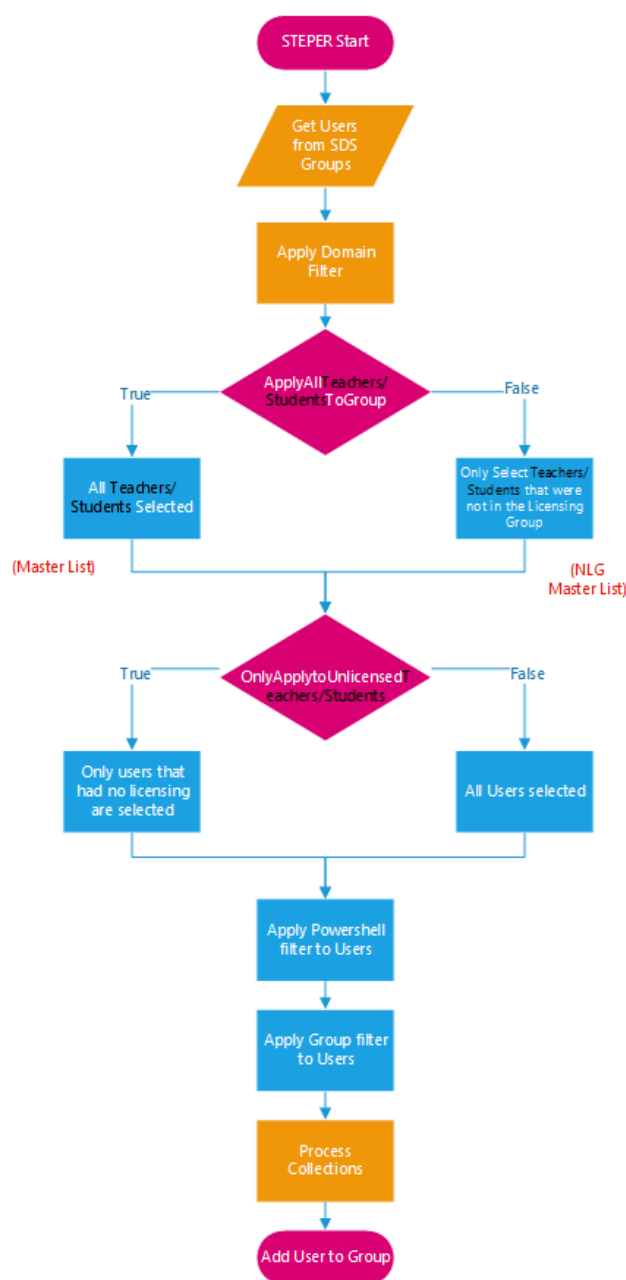 STEPER Start
Get Users
from SDS
Groups
Apply Domain
Filter
ApplyAllTeachers/
StudentsToGroup
True
False
All Teachers/
Students Selected
Only Select Teachers/
Students that were
not in the Licensing
Group
(Master List)
(NLG
Master List)
OnlyApplytoUnlicensedT
eachers/Students
True
False
Only users that
had no licensing
are selected
All Users selected
Apply Powershell
filter to Users
Apply Group filter
to Users
Process
Collections
Add User to Group